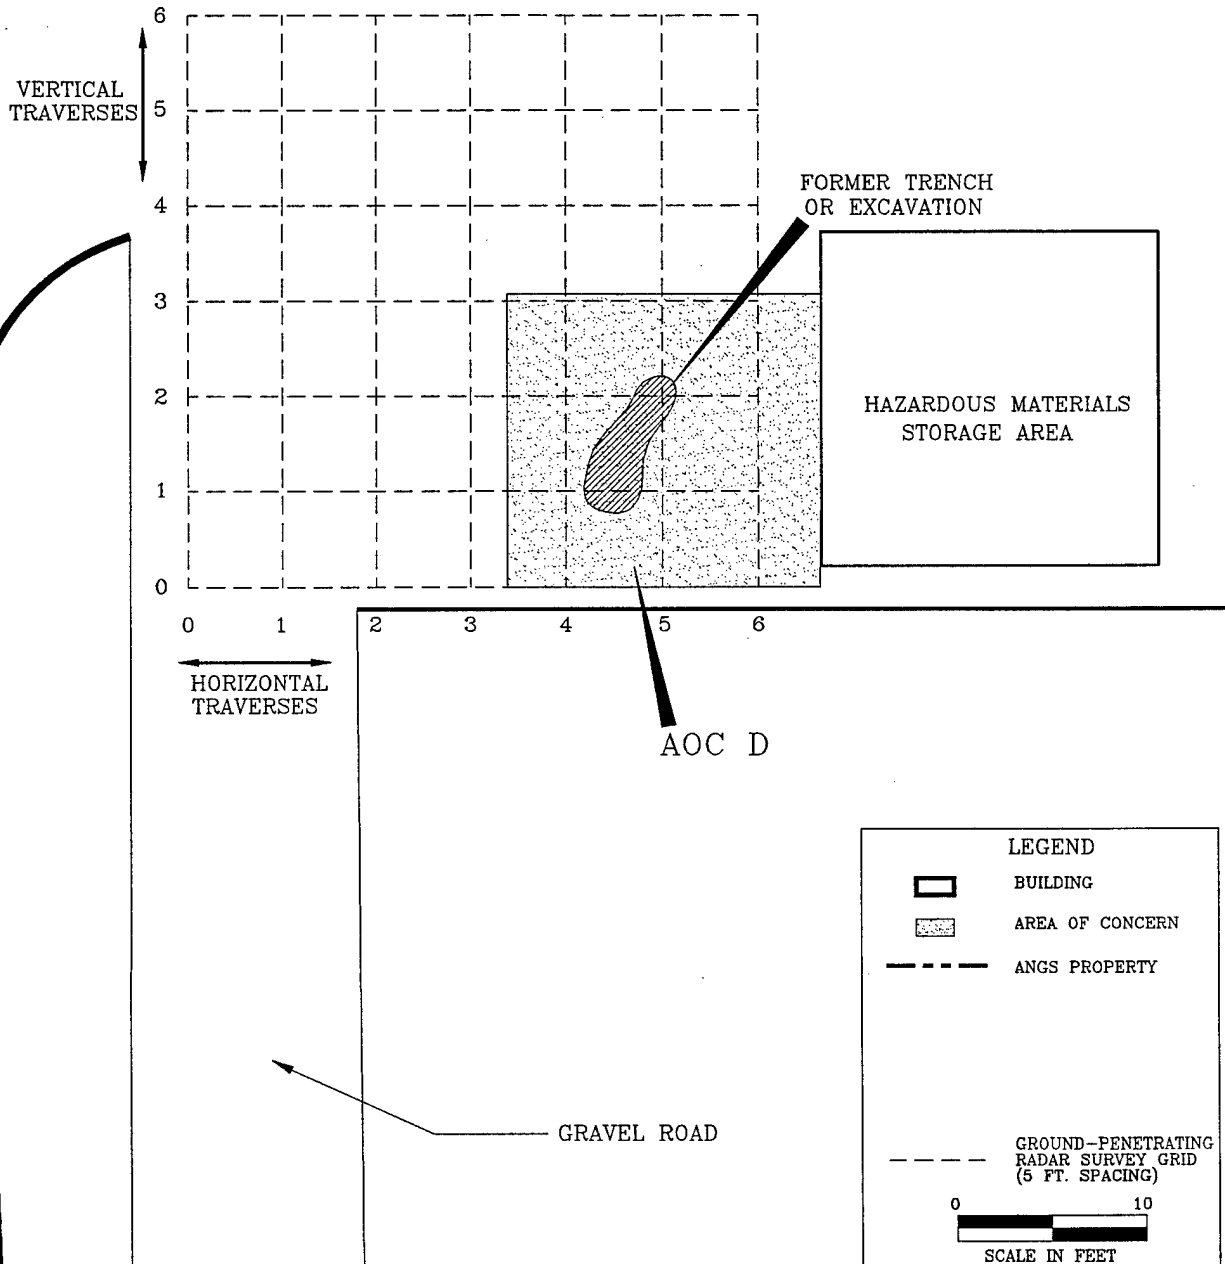 6
VERTICAL
TRAVERSES
5
4
FORMER TRENCH
OR EXCAVATION
3
2
HAZARDOUS MATERIALS
STORAGE AREA
1
0
0 1 2 3 4 5 6
HORIZONTAL
TRAVERSES
AOC D
LEGEND
BUILDING
AREA OF CONCERN
ANGS PROPERTY
GRAVEL ROAD
GROUND-PENETRATING
RADAR SURVEY GRID
(5 FT. SPACING)
0 10
SCALE IN FEET